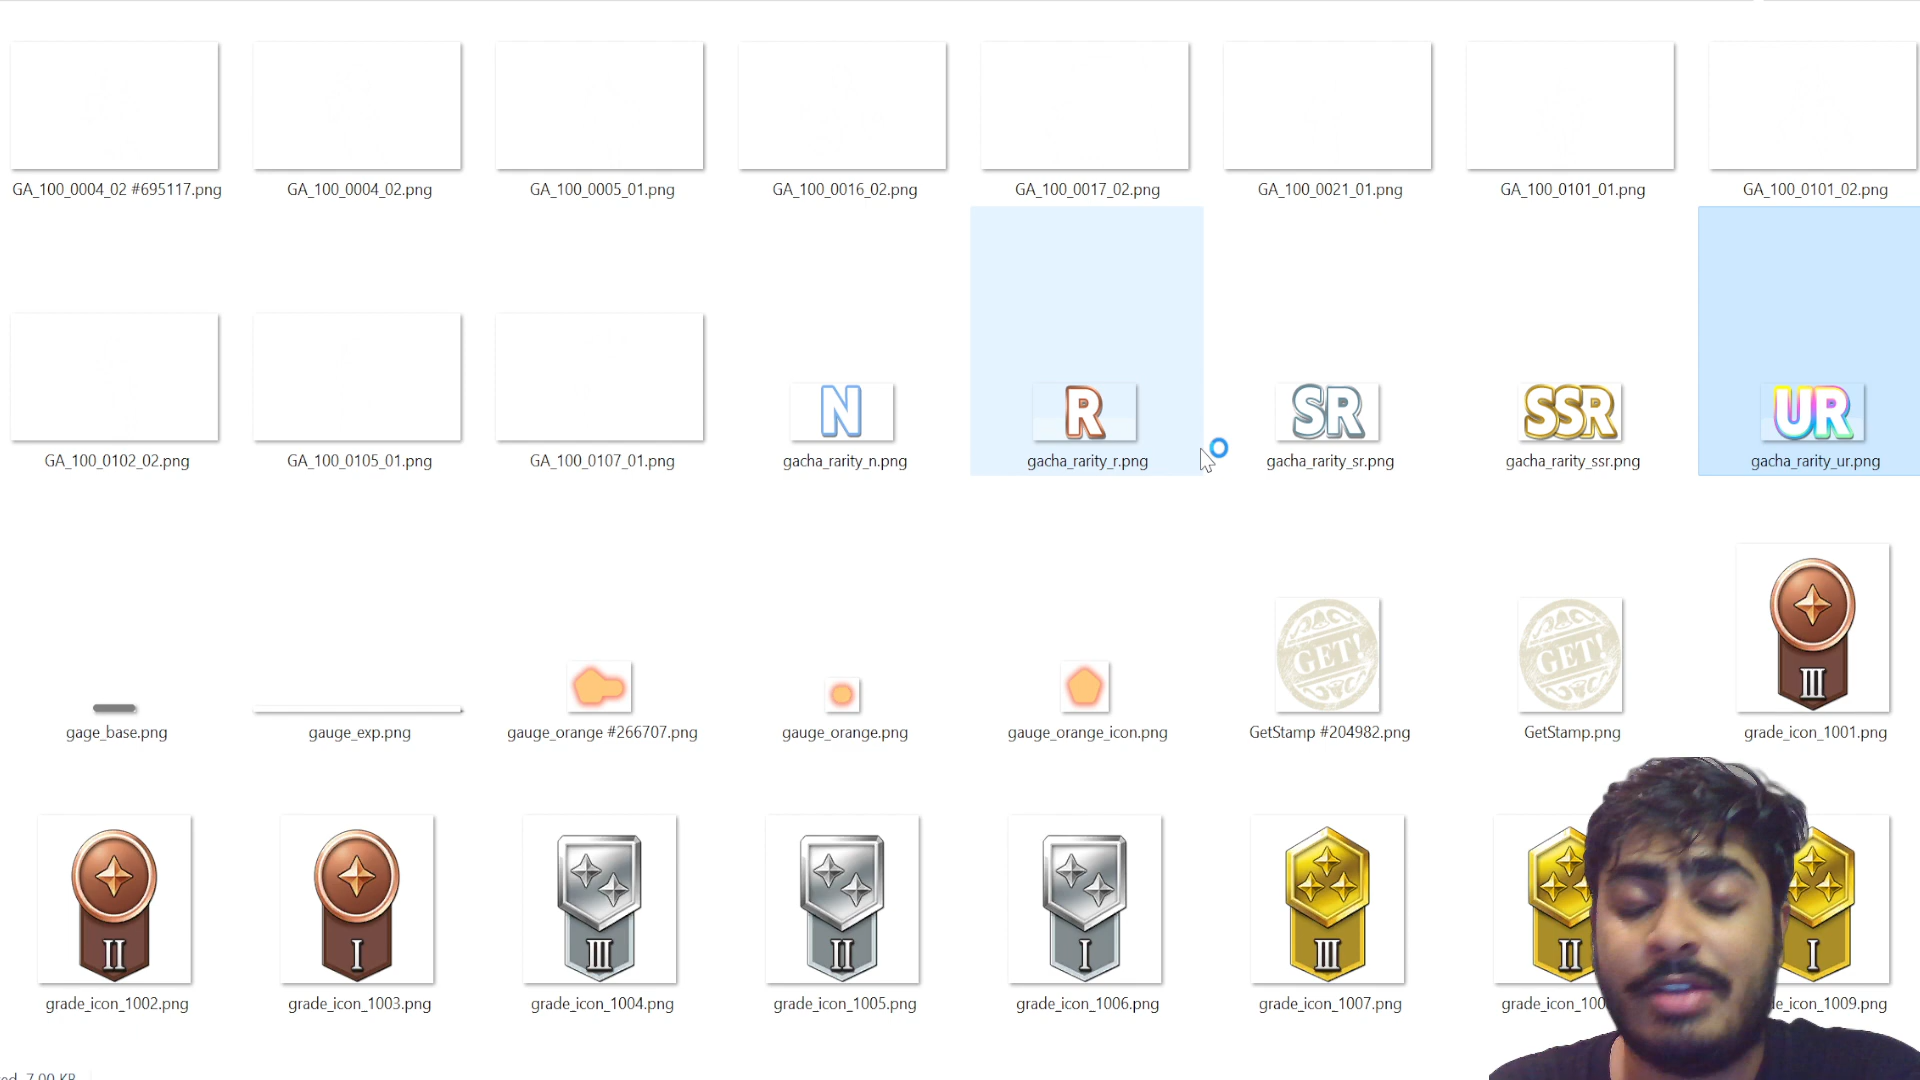 GA_100_0004_02 #695117.png
GA_100_0004_02.png
GA_100_0005_01.png
GA_100_0016_02.png
GA_100_0017_02.png
GA_100_0021_01.png
GA_100_0101_01.png
GA_100_0101_02.png
N
R
SR
SSR
UR
GA_100_0102_02.png
GA_100_0105_01.png
GA_100_0107_01.png
gacha_rarity_n.png
gacha_rarity_r.png
gacha_rarity_sr.png
gacha_rarity_ssr.png
gacha_rarity_ur.png
GET!
GET!
III
gage_base.png
gauge_exp.png
gauge_orange #266707.png
gauge_orange.png
gauge_orange_icon.png
GetStamp #204982.png
GetStamp.png
grade_icon_1001.png
II
I
III
II
I
III
II
I
grade_icon_1002.png
grade_icon_1003.png
grade_icon_1004.png
grade_icon_1005.png
grade_icon_1006.png
grade_icon_1007.png
grade_icon_100
e_icon_1009.png
7.00 KB